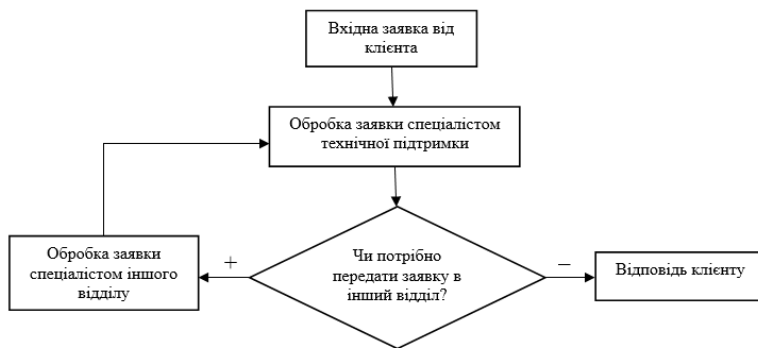 Вхідна заявка від
клієнта
Обробка заявки спеціалістом
технічної підтримки
Чи потрібно
передати заявку в
інший відділ?
+
Обробка заявки
спеціалістом іншого
відділу
–
Відповідь клієнту